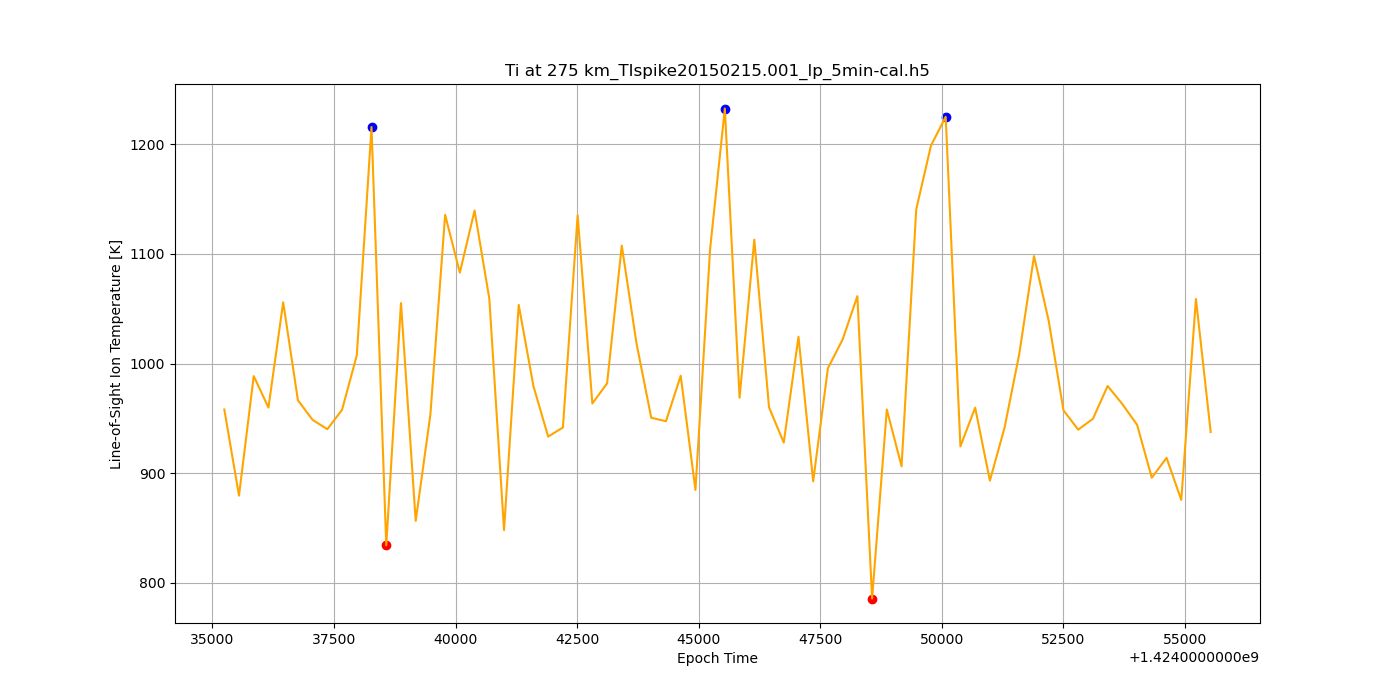 Ti at 275 km_TIspike20150215.001_lp_5min-cal.h5
Line-of-Sight Ion Temperature [K]
1200
1100
1000
900
800
35000 37500 40000 42500 45000 47500 50000 52500 55000
Epoch Time
+1.4240000000e9